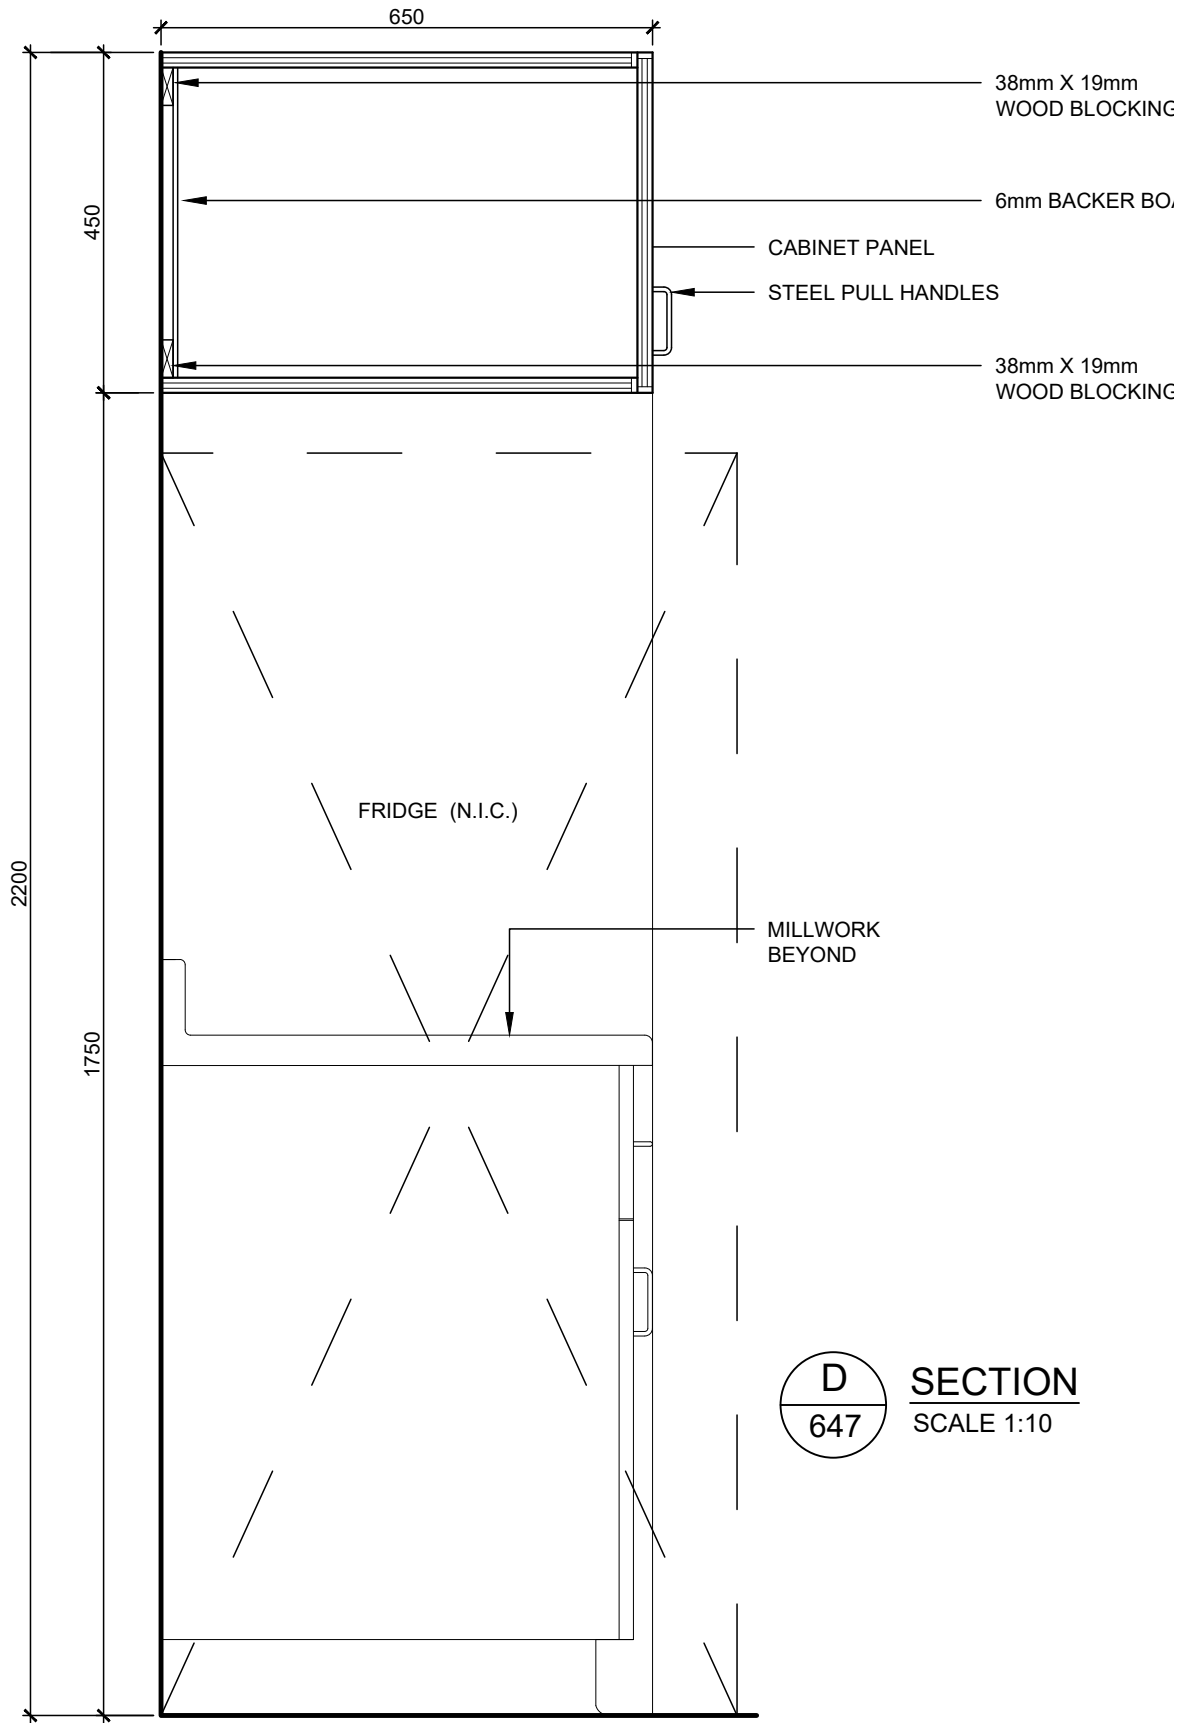 650
38mm X 19mm
WOOD BLOCKING
6mm BACKER
450
CABINET PANEL
STEEL PULL HANDLES
38mm X 19mm
WOOD BLOCKING
FRIDGE (N.I.C.)
2200
MILLWORK
BEYOND
1750
D
647
SECTION
SCALE 1:10